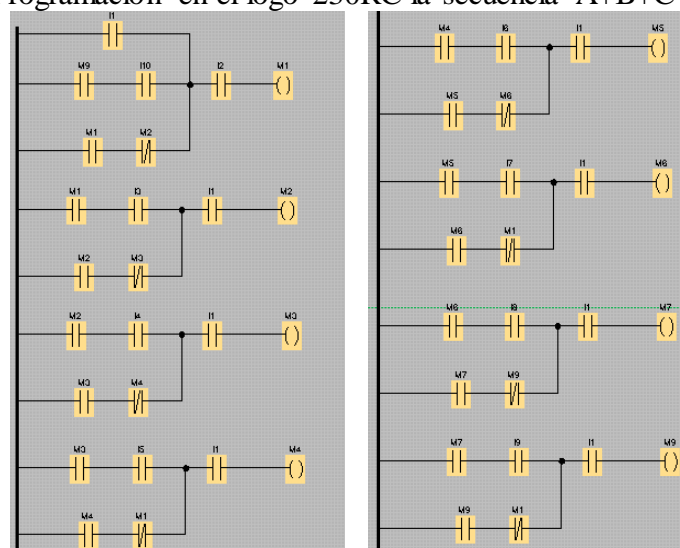 rogramación en el logo 230RC la secuencia A+B+C
I1
M9 I10 I2 M1
M1 M2
M1 I3 I1 M2
M2 M3
M2 I4 I1 M3
M3 M4
M3 I5 I1 M4
M4 M1
M4 I6 I1 M5
M5 M6
M5 I7 I1 M6
M6 M1
M6 I8 I1 M7
M7 M9
M7 I9 I1 M9
M9 M1